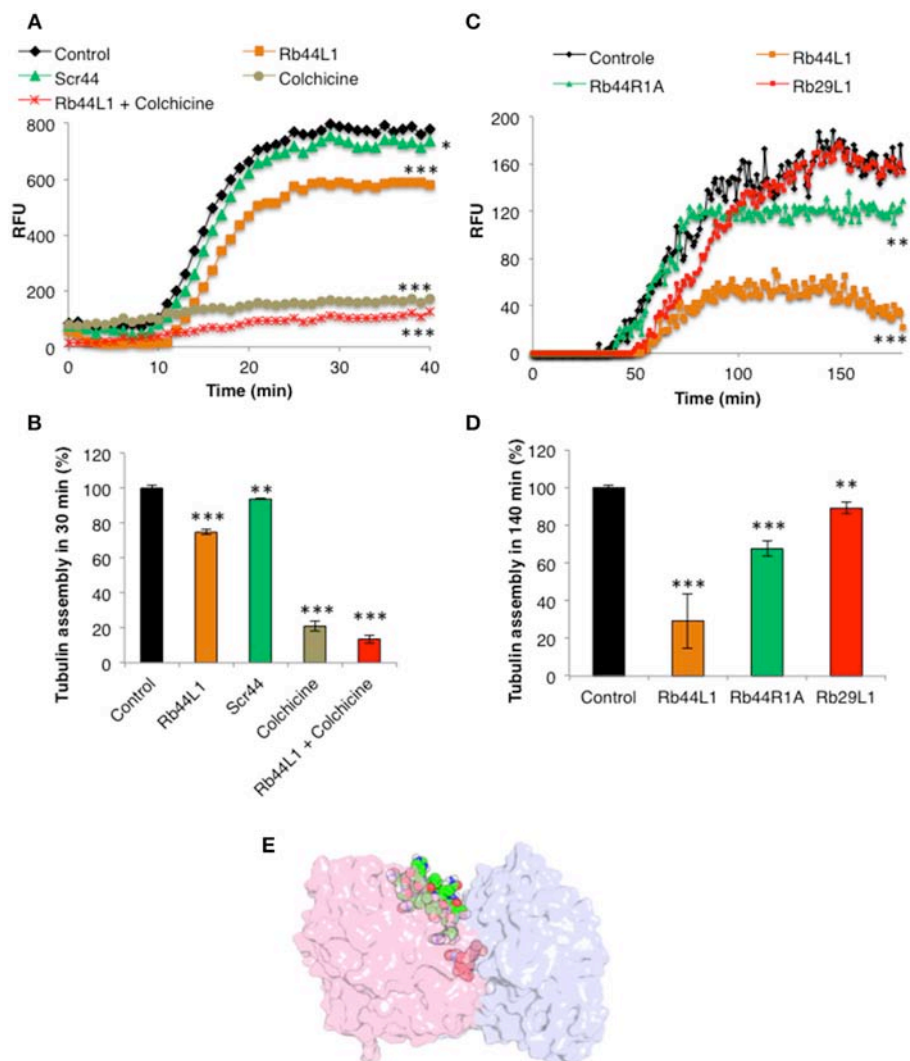 A
Control
Rb44L1
Scr44
Colchicine
Rb44L1 + Colchicine
800
600
400
200
0
RFU
0
10
20
30
40
Time (min)
*
***
***
***
C
Controle
Rb44L1
Rb44R1A
Rb29L1
200
160
120
80
40
0
RFU
0
50
100
150
Time (min)
**
***
B
Tubulin assembly in 30 min (%)
120
100
80
60
40
20
0
***
**
***
***
Control
Rb44L1
Scr44
Colchicine
Rb44L1 + Colchicine
D
Tubulin assembly in 140 min (%)
120
100
80
60
40
20
0
***
***
**
Control
Rb44L1
Rb44R1A
Rb29L1
E